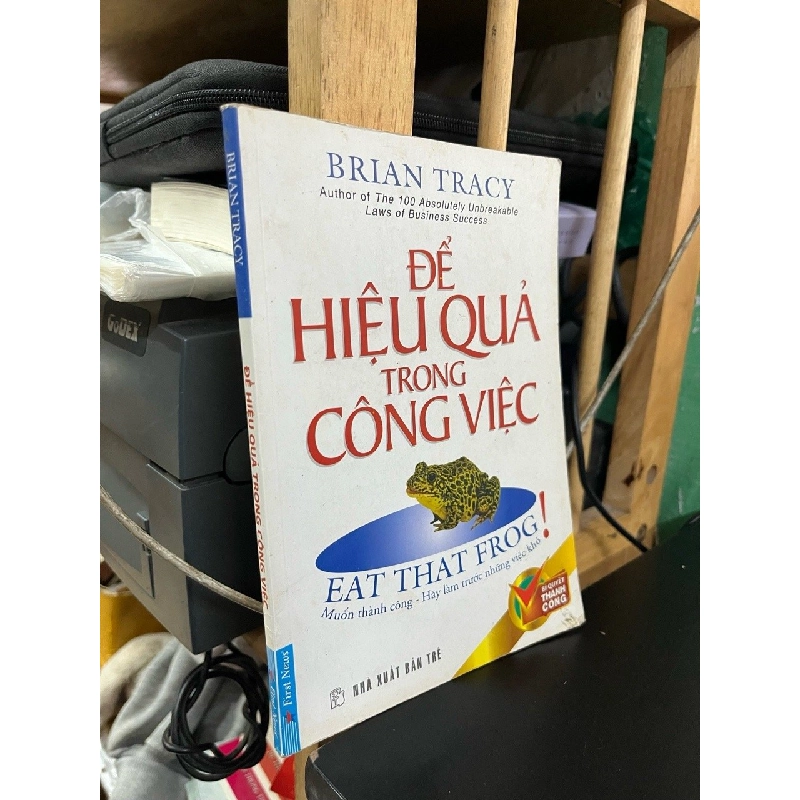 BRIAN TRACY
Author of The 100 Absolutely Unbreakable
Laws of Business Success
ĐỂ
HIỆU QUẢ
TRONG
CÔNG VIỆC
EAT THAT FROG!
Muốn thành công - Hãy làm trước những việc khó
BÍ QUYẾT
THÀNH
CÔNG
NHÀ XUẤT BẢN TRẺ
BRIAN TRACY
ĐỂ HIỆU QUẢ TRONG CÔNG VIỆC
First News
GODEX